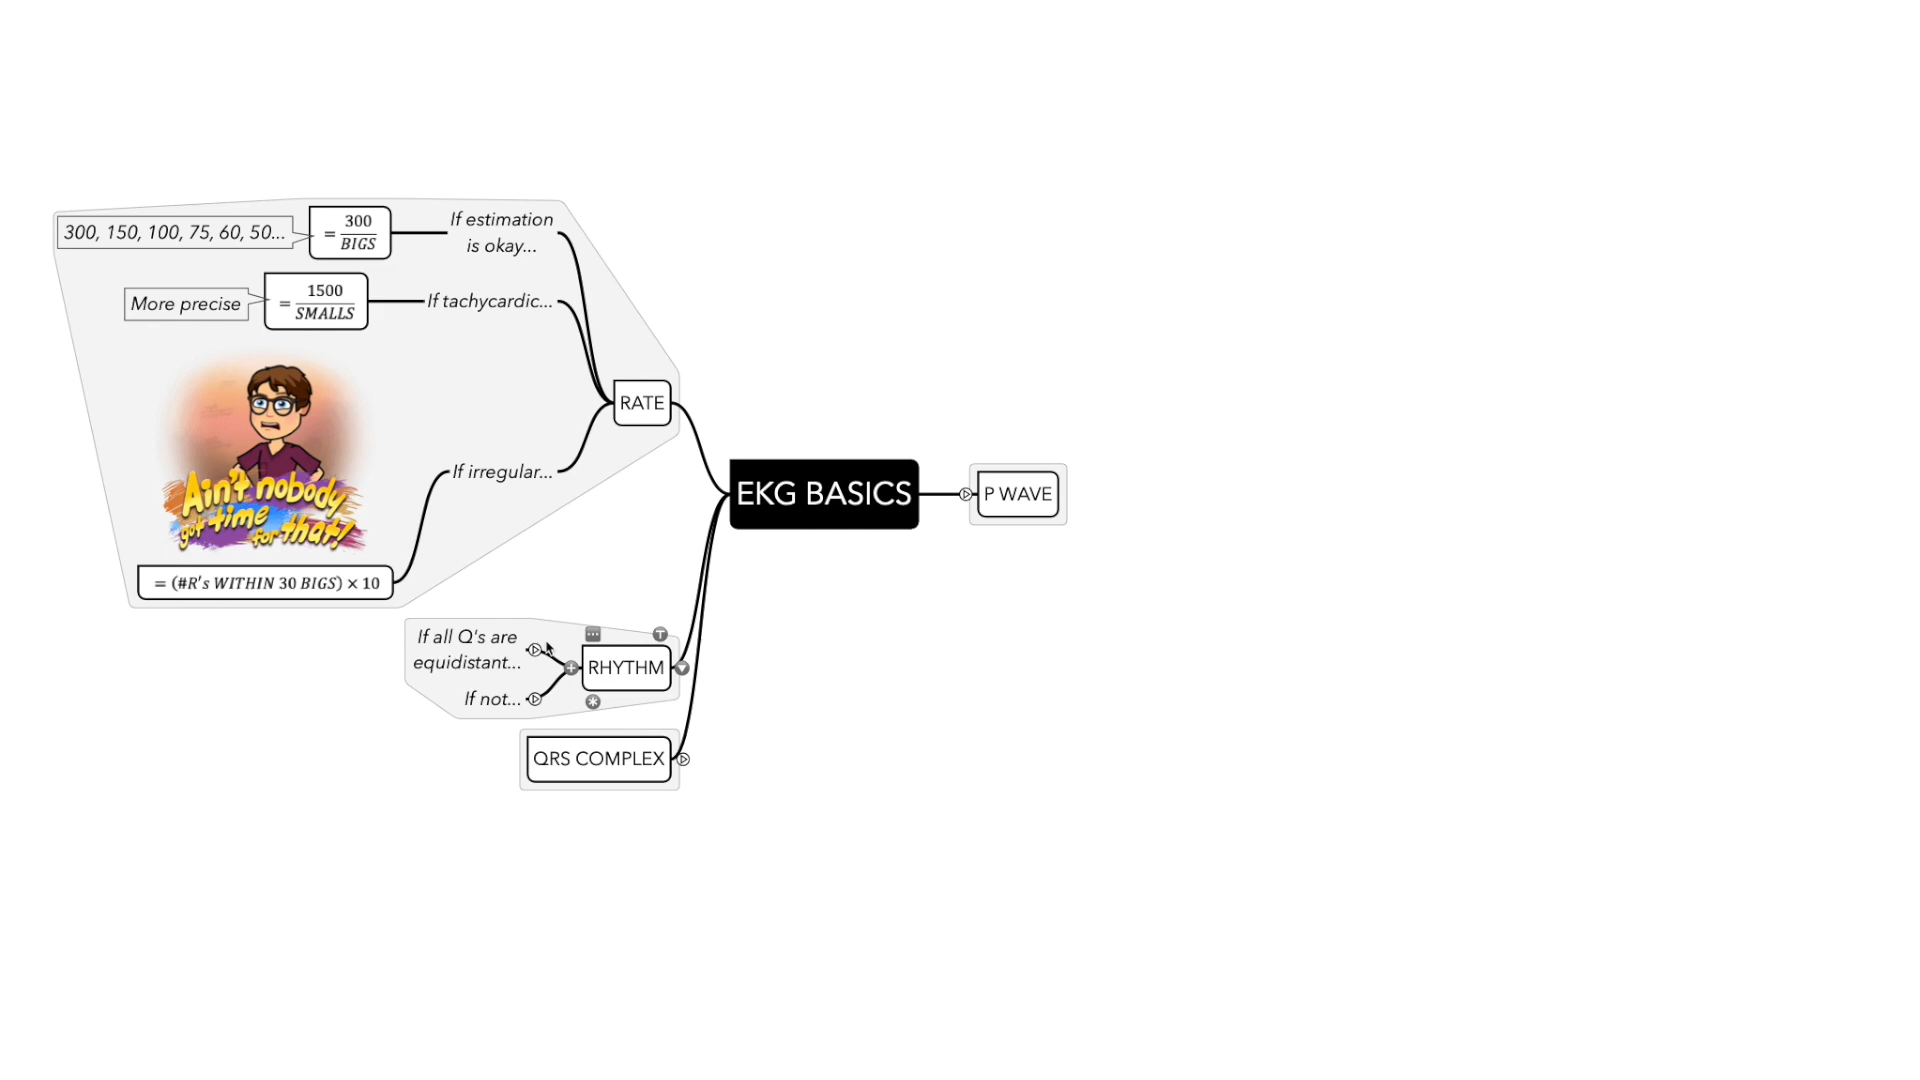 300, 150, 100, 75, 60, 50...
= 300
BIGS
If estimation
is okay...
More precise
= 1500
SMALLS
If tachycardic...
Ain't nobody
got time
for that!
If irregular...
= (#R's WITHIN 30 BIGS) × 10
RATE
EKG BASICS
P WAVE
If all Q's are
equidistant...
If not...
RHYTHM
QRS COMPLEX